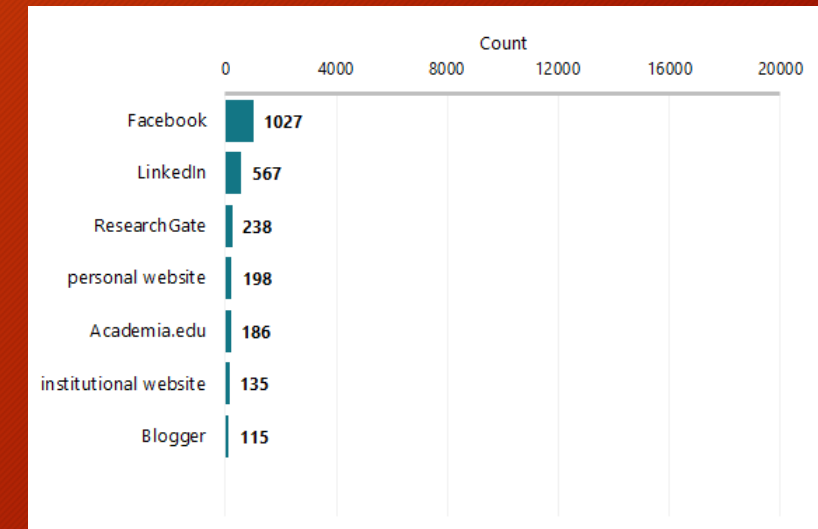 Count
0 4000 8000 12000 16000 20000
Facebook 1027
LinkedIn 567
ResearchGate 238
personal website 198
Academia.edu 186
institutional website 135
Blogger 115